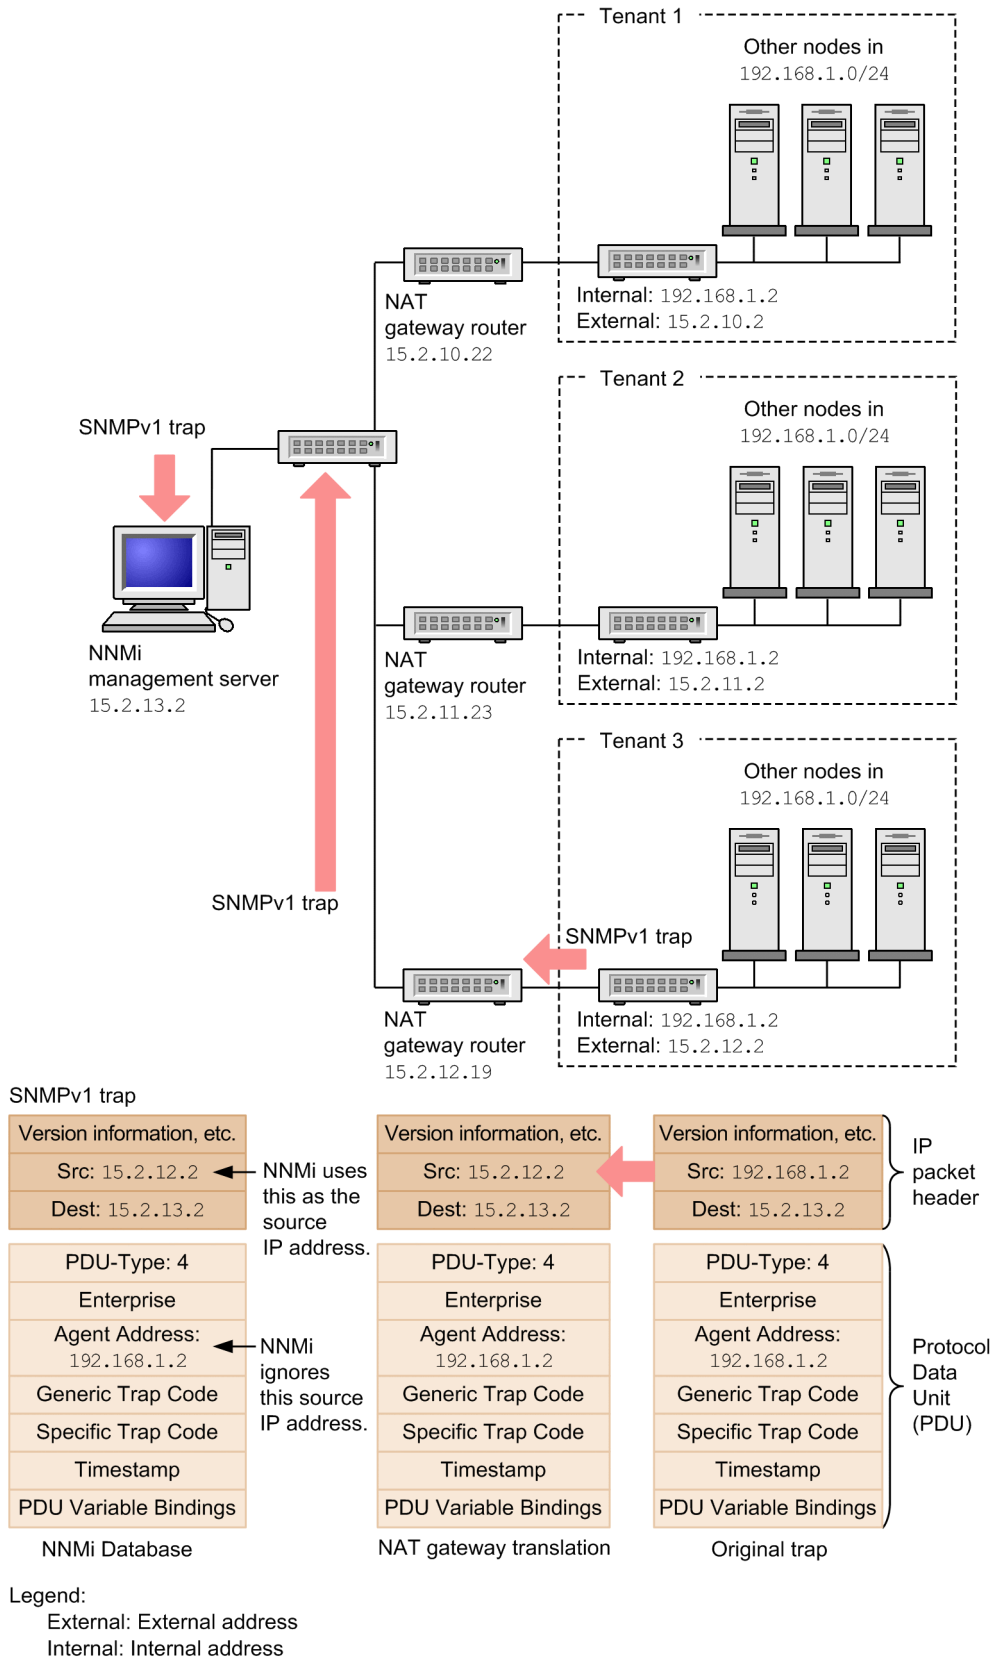 Tenant 1
Other nodes in
192.168.1.0/24
NAT
gateway router
15.2.10.22
Internal: 192.168.1.2
External: 15.2.10.2
Tenant 2
Other nodes in
192.168.1.0/24
SNMPv1 trap
NNMi
management server
15.2.13.2
NAT
gateway router
15.2.11.23
Internal: 192.168.1.2
External: 15.2.11.2
Tenant 3
Other nodes in
192.168.1.0/24
SNMPv1 trap
SNMPv1 trap
NAT
gateway router
15.2.12.19
Internal: 192.168.1.2
External: 15.2.12.2
SNMPv1 trap
Version information, etc.
Src: 15.2.12.2
Dest: 15.2.13.2
NNMi uses
this as the
source
IP address.
PDU-Type: 4
Enterprise
Agent Address:
192.168.1.2
Generic Trap Code
Specific Trap Code
Timestamp
PDU Variable Bindings
NNMi
ignores
this source
IP address.
NNMi Database
Version information, etc.
Src: 15.2.12.2
Dest: 15.2.13.2
PDU-Type: 4
Enterprise
Agent Address:
192.168.1.2
Generic Trap Code
Specific Trap Code
Timestamp
PDU Variable Bindings
NAT gateway translation
Version information, etc.
Src: 192.168.1.2
Dest: 15.2.13.2
PDU-Type: 4
Enterprise
Agent Address:
192.168.1.2
Generic Trap Code
Specific Trap Code
Timestamp
PDU Variable Bindings
Original trap
IP
packet
header
Protocol
Data
Unit
(PDU)
Legend:
External: External address
Internal: Internal address